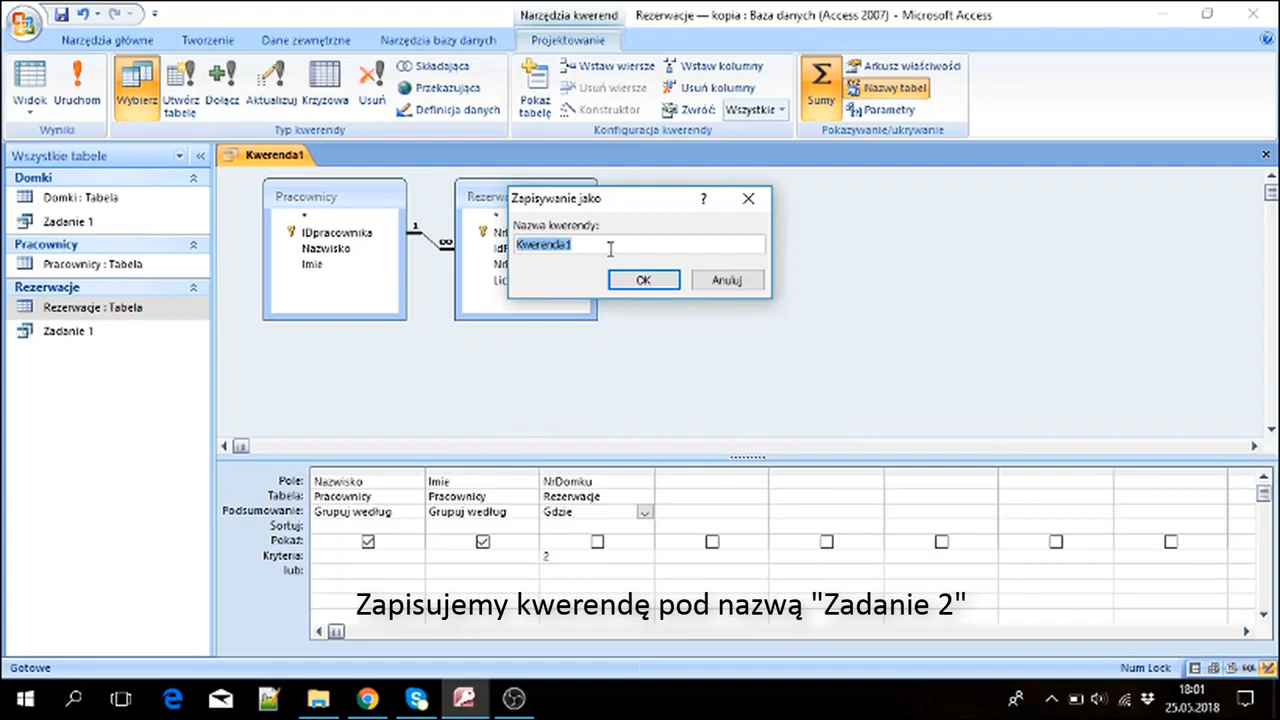 Narzędzia kwerend
Rezerwacje — kopia : Baza danych (Access 2007) - Microsoft Access
Narzędzia główne
Tworzenie
Dane zewnętrzne
Narzędzia bazy danych
Projektowanie
Widok
Uruchom
Wyniki
Wybierz
Utwórz tabelę
Dołącz
Aktualizuj
Krzyżowa
Usuń
Składająca
Przekazująca
Definicja danych
Typ kwerendy
Pokaż tabelę
Wstaw wiersze
Usuń wiersze
Konstruktor
Wstaw kolumny
Usuń kolumny
Zwróć: Wszystkie
Konfiguracja kwerendy
Sumy
Arkusz właściwości
Nazwy tabel
Parametry
Pokazywanie/ukrywanie
Wszystkie tabele
Domki
Domki : Tabela
Zadanie 1
Pracownicy
Pracownicy : Tabela
Rezerwacje
Rezerwacje : Tabela
Zadanie 1
Kwerenda1
Pracownicy
*
IDpracownika
Nazwisko
Imie
1
∞
Zapisywanie jako
?
Nazwa kwerendy:
Kwerenda1
OK
Anuluj
Pole: Nazwisko Imie NrDomku
Tabela: Pracownicy Pracownicy Rezerwacje
Podsumowanie: Grupuj według Grupuj według Gdzie
Sortuj:
Pokaż:
Kryteria: 2
lub:
Zapisujemy kwerendę pod nazwą "Zadanie 2"
Gotowe
Num Lock
SQL
18:01
25.05.2018